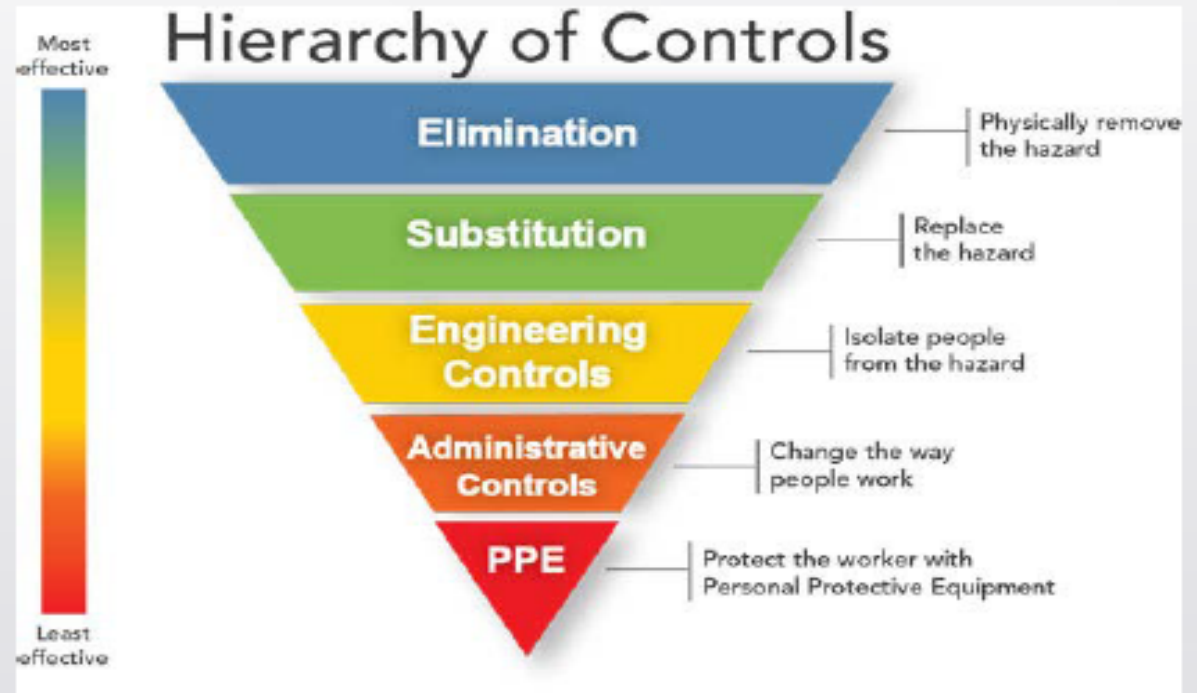 Hierarchy of Controls
Most
effective
Elimination
Physically remove
the hazard
Substitution
Replace
the hazard
Engineering
Controls
Isolate people
from the hazard
Administrative
Controls
Change the way
people work
PPE
Protect the worker with
Personal Protective Equipment
Least
effective